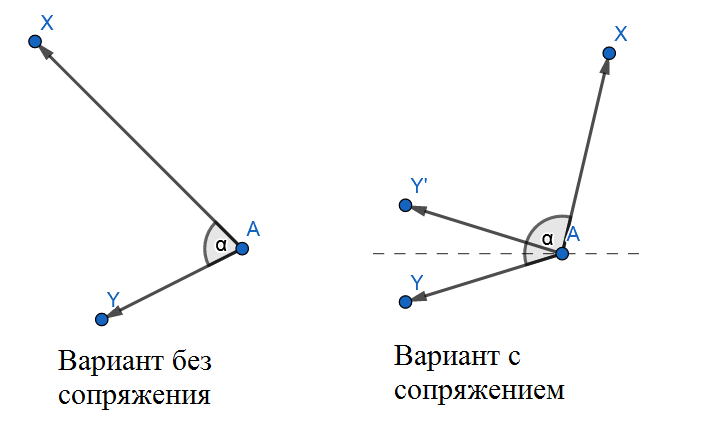 X
A
α
Y
Вариант без
сопряжения
X
Y'
α
A
Y
Вариант с
сопряжением